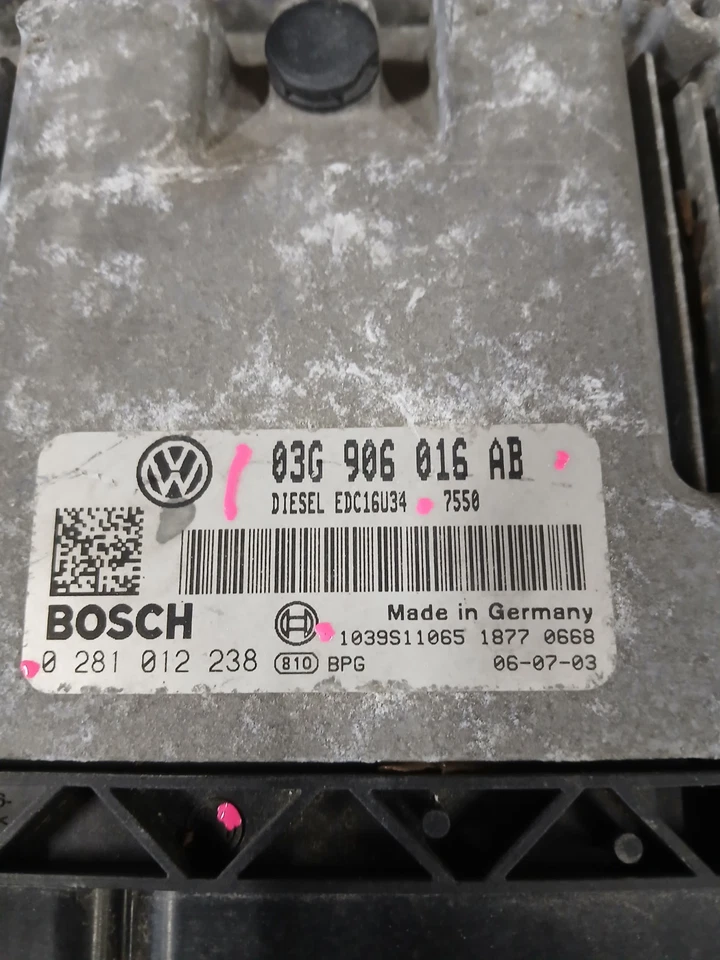 03G 906 016 AB
DIESEL EDC16U34 7550
BOSCH
Made in Germany
1039S11065 1877 0668
0 281 012 238 810 BPG 06-07-03